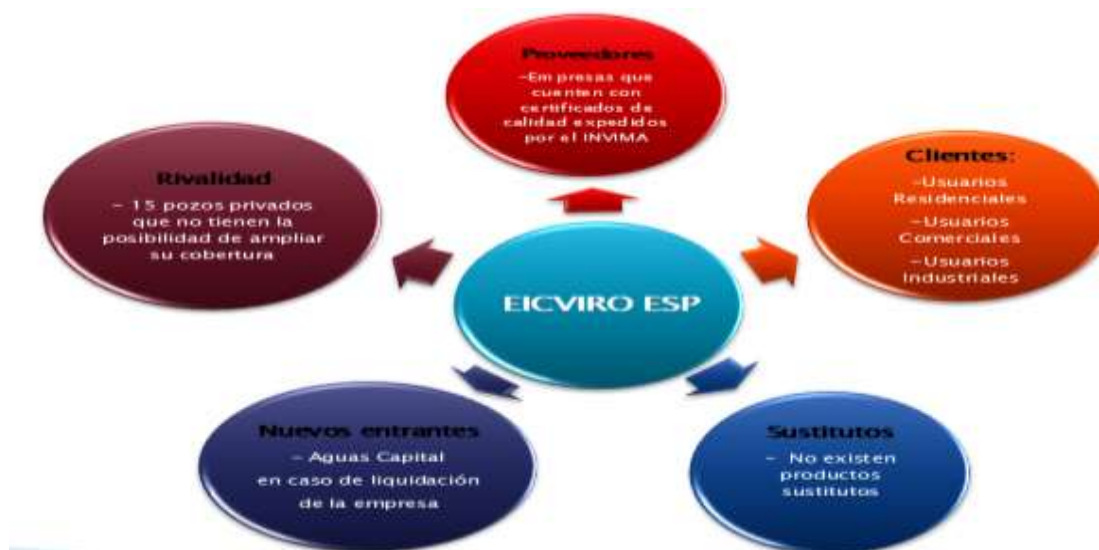 Proveedores
–Empresas que
cuenten con
certificados de
calidad expedidos
por el INVIMA
Clientes:
–Usuarios
Residenciales
– Usuarios
Comerciales
– Usuarios
Industriales
Rivalidad
– 15 pozos privados
que no tienen la
posibilidad de ampliar
su cobertura
EICVIRO ESP
Nuevos entrantes
– Aguas Capital
en caso de liquidación
de la empresa
Sustitutos
– No existen
productos
sustitutos